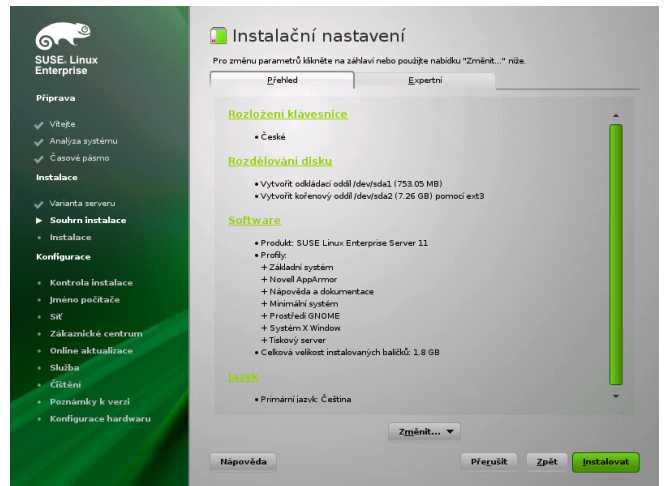 SUSE. Linux
Enterprise
Příprava
Vítejte
Analýza systému
Časové pásmo
Instalace
Varianta serveru
Souhrn instalace
Instalace
Konfigurace
Kontrola instalace
Jméno počítače
Síť
Zákaznické centrum
Online aktualizace
Služba
Čištění
Poznámky k verzi
Konfigurace hardwaru
Instalační nastavení
Pro změnu parametrů klikněte na záhlaví nebo použijte nabídku "Změnit..." níže.
Přehled Expertní
Rozložení klávesnice
• České
Rozdělování disku
• Vytvořit odkládací oddíl /dev/sda1 (753.05 MB)
• Vytvořit kořenový oddíl /dev/sda2 (7.26 GB) pomocí ext3
Software
• Produkt: SUSE Linux Enterprise Server 11
• Profily:
+ Základní systém
+ Novell AppArmor
+ Nápověda a dokumentace
+ Minimální systém
+ Prostředí GNOME
+ Systém X Window
+ Tiskový server
• Celková velikost instalovaných balíčků: 1.8 GB
Jazyk
• Primární jazyk: Čeština
Změnit...
Nápověda Přerušit Zpět Instalovat